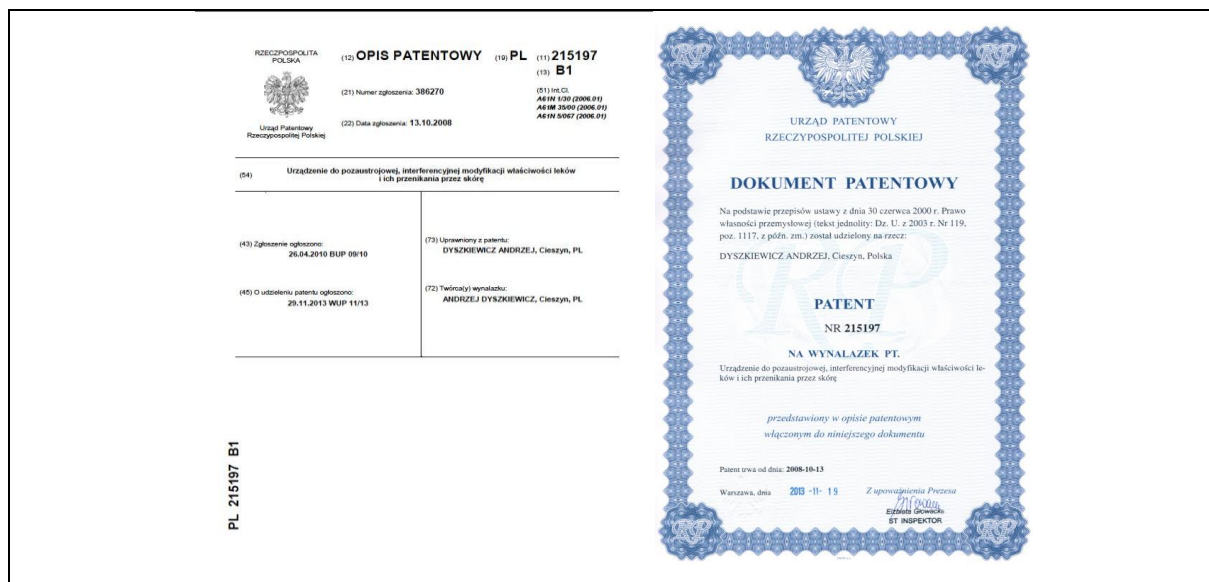 RZECZPOSPOLITA
POLSKA
Urząd Patentowy
Rzeczypospolitej Polskiej
(12) OPIS PATENTOWY (19) PL (11) 215197
(13) B1
(21) Numer zgłoszenia: 386270
(22) Data zgłoszenia: 13.10.2008
(51) Int.Cl.
A61N 1/30 (2006.01)
A61M 35/00 (2006.01)
A61N 5/067 (2006.01)
(54) Urządzenie do pozaustrojowej, interferencyjnej modyfikacji właściwości leków
i ich przenikania przez skórę
(43) Zgłoszenie ogłoszono:
26.04.2010 BUP 09/10
(45) O udzieleniu patentu ogłoszono:
29.11.2013 WUP 11/13
(73) Uprawniony z patentu:
DYSZKIEWICZ ANDRZEJ, Cieszyn, PL
(72) Twórca(y) wynalazku:
ANDRZEJ DYSZKIEWICZ, Cieszyn, PL
PL 215197 B1
RP
RP
URZĄD PATENTOWY
RZECZYPOSPOLITEJ POLSKIEJ
DOKUMENT PATENTOWY
Na podstawie przepisów ustawy z dnia 30 czerwca 2000 r. Prawo
własności przemysłowej (tekst jednolity: Dz. U. z 2003 r. Nr 119,
poz. 1117, z późn. zm.) został udzielony na rzecz:
DYSZKIEWICZ ANDRZEJ, Cieszyn, Polska
RP
PATENT
NR 215197
NA WYNALAZEK PT.
Urządzenie do pozaustrojowej, interferencyjnej modyfikacji właściwości le-
ków i ich przenikania przez skórę
przedstawiony w opisie patentowym
włączonym do niniejszego dokumentu
Patent trwa od dnia: 2008-10-13
Warszawa, dnia 2013 -11- 19 Z upoważnienia Prezesa
Elżbieta Głowacka
ST INSPEKTOR
RP
RP